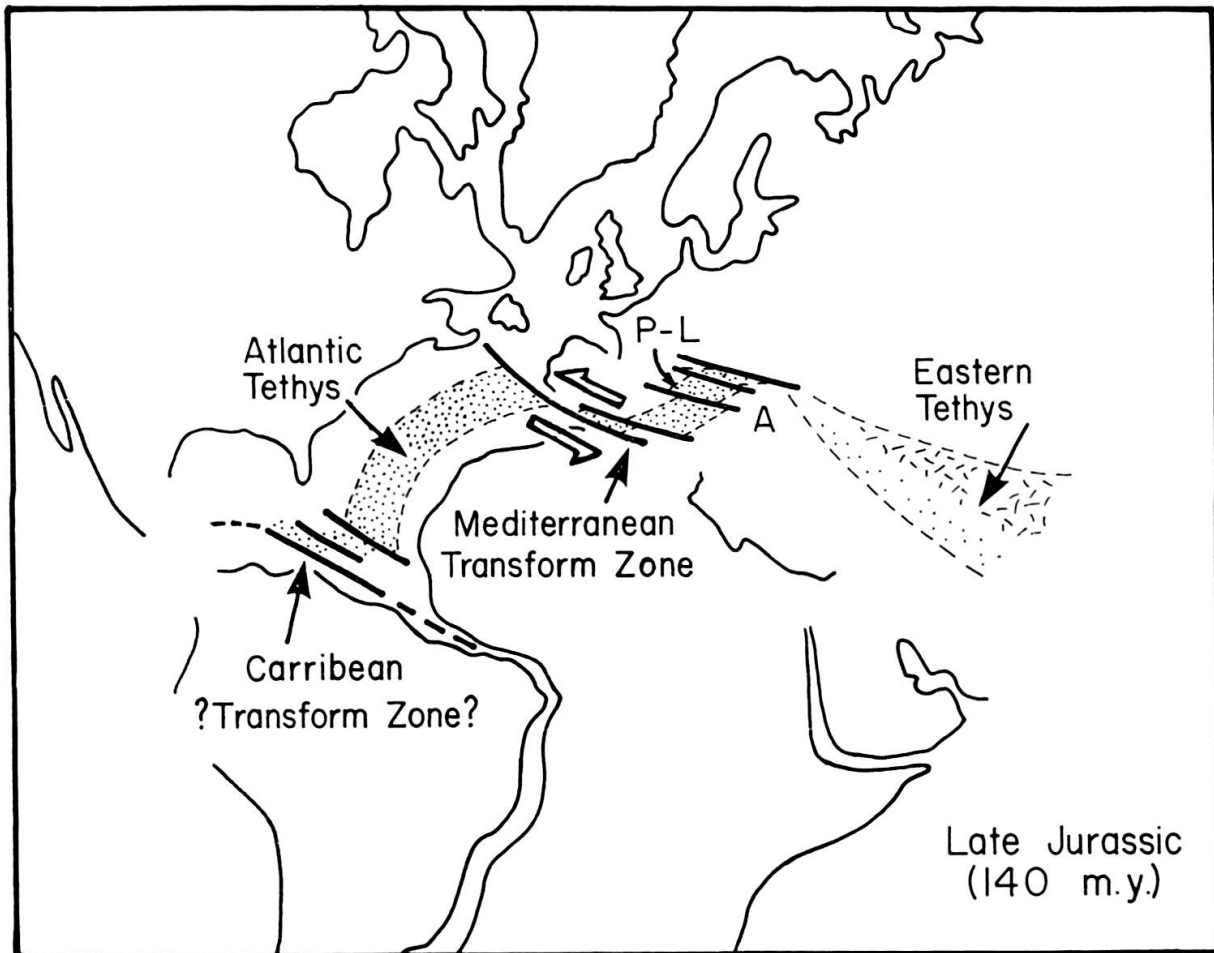 P-L
Atlantic
Tethys
Eastern
Tethys
A
Mediterranean
Transform Zone
Carribean
?Transform Zone?
Late Jurassic
(140 m.y.)